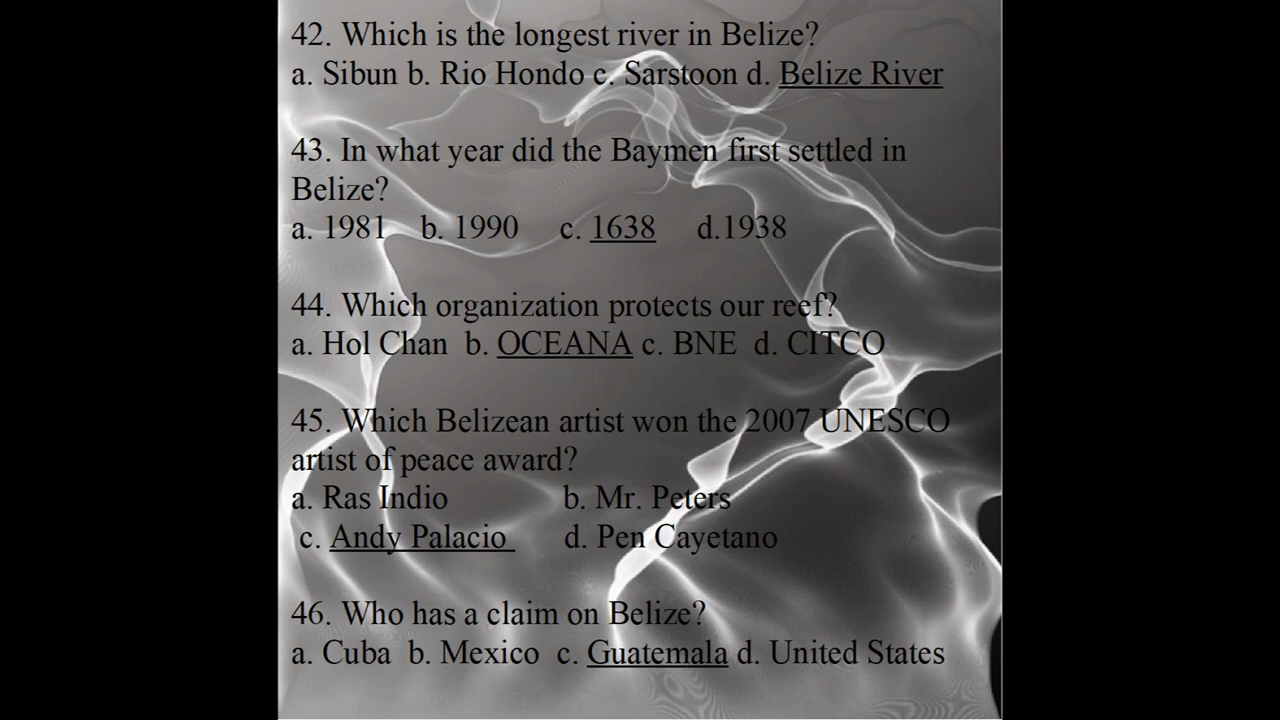 42. Which is the longest river in Belize?
a. Sibun b. Rio Hondo c. Sarstoon d. Belize River
43. In what year did the Baymen first settled in
Belize?
a. 1981 b. 1990 c. 1638 d.1938
44. Which organization protects our reef?
a. Hol Chan b. OCEANA c. BNE d. CITCO
45. Which Belizean artist won the 2007 UNESCO
artist of peace award?
a. Ras Indio b. Mr. Peters
c. Andy Palacio d. Pen Cayetano
46. Who has a claim on Belize?
a. Cuba b. Mexico c. Guatemala d. United States